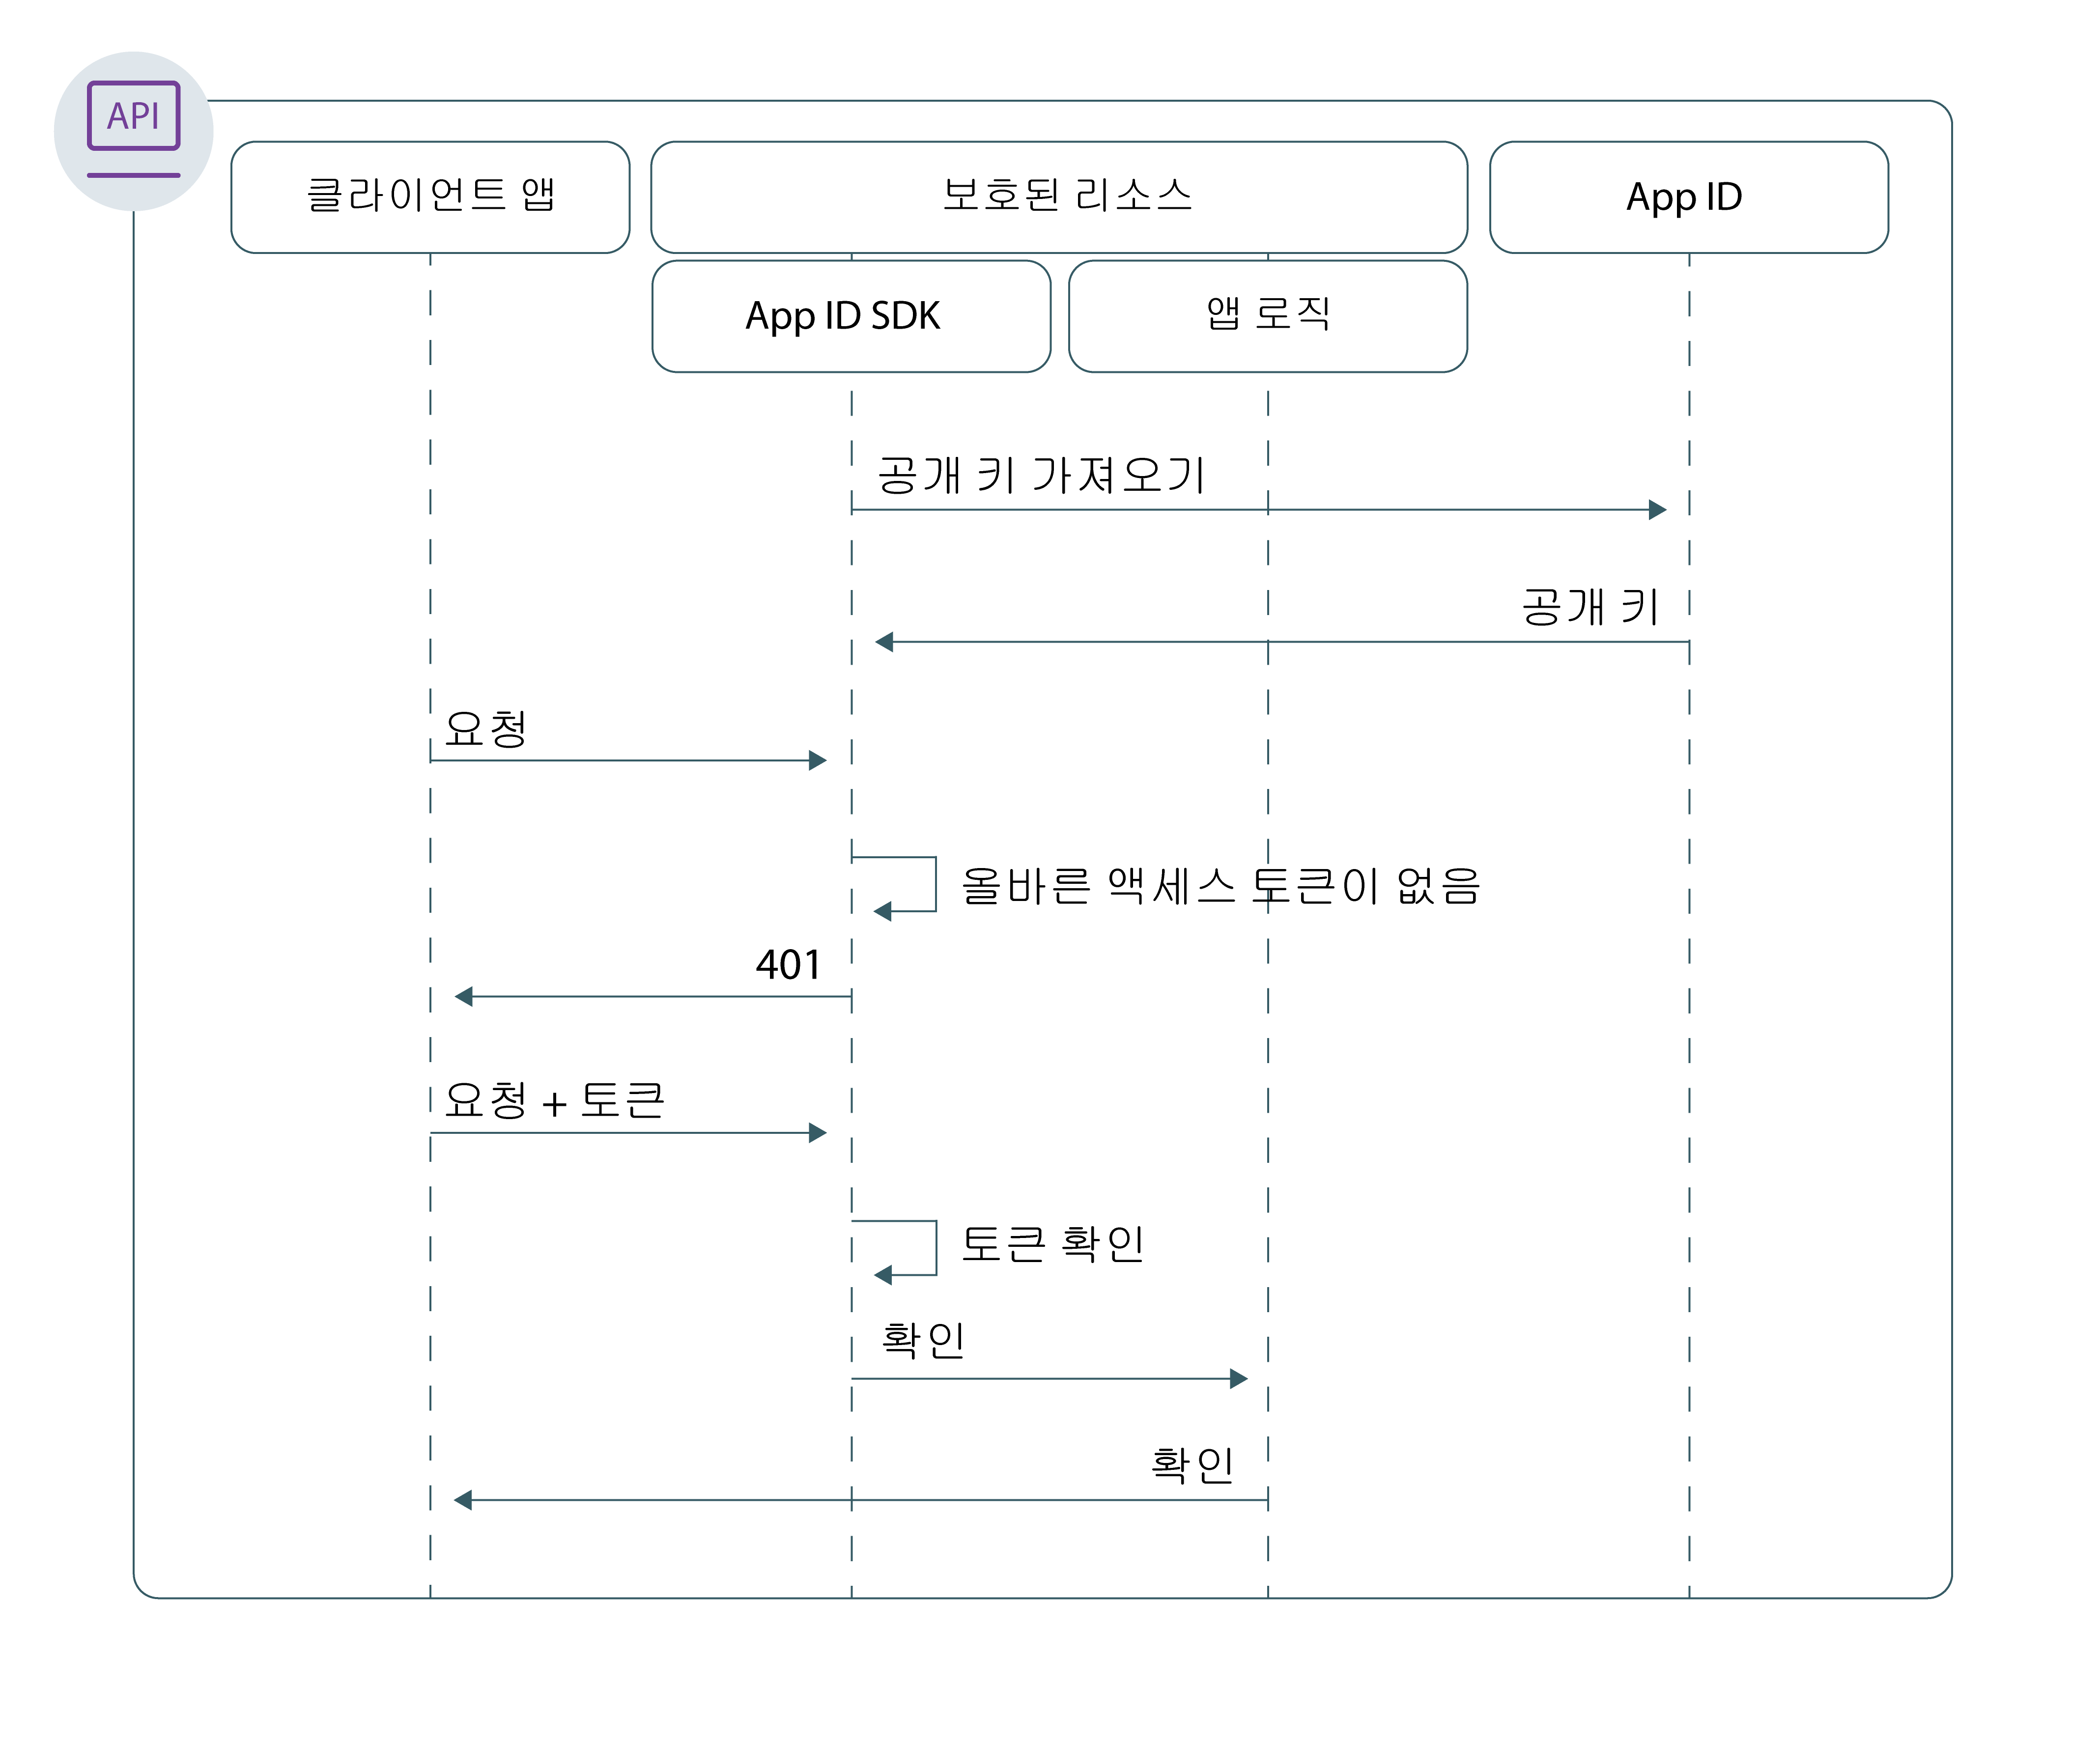 API
클라이언트 앱
보호된 리소스
App ID
App ID SDK
앱 로직
공개 키 가져오기
공개 키
요청
올바른 액세스 토큰이 없음
401
요청 + 토큰
토큰 확인
확인
확인